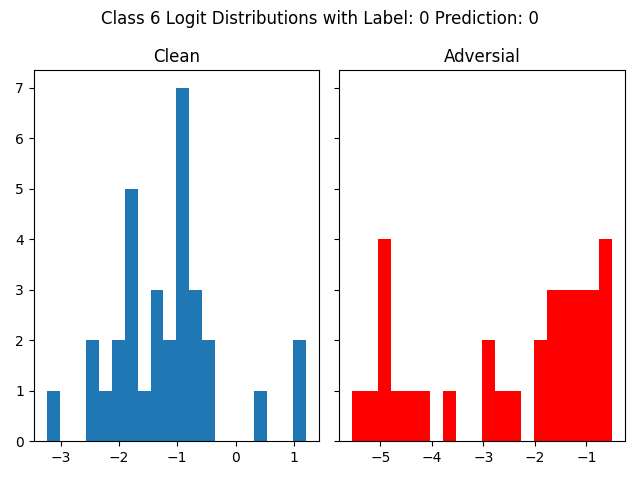 Class 6 Logit Distributions with Label: 0 Prediction: 0
Clean
Adversial
7
6
5
4
3
2
1
0
−3 −2 −1 0 1
−5 −4 −3 −2 −1